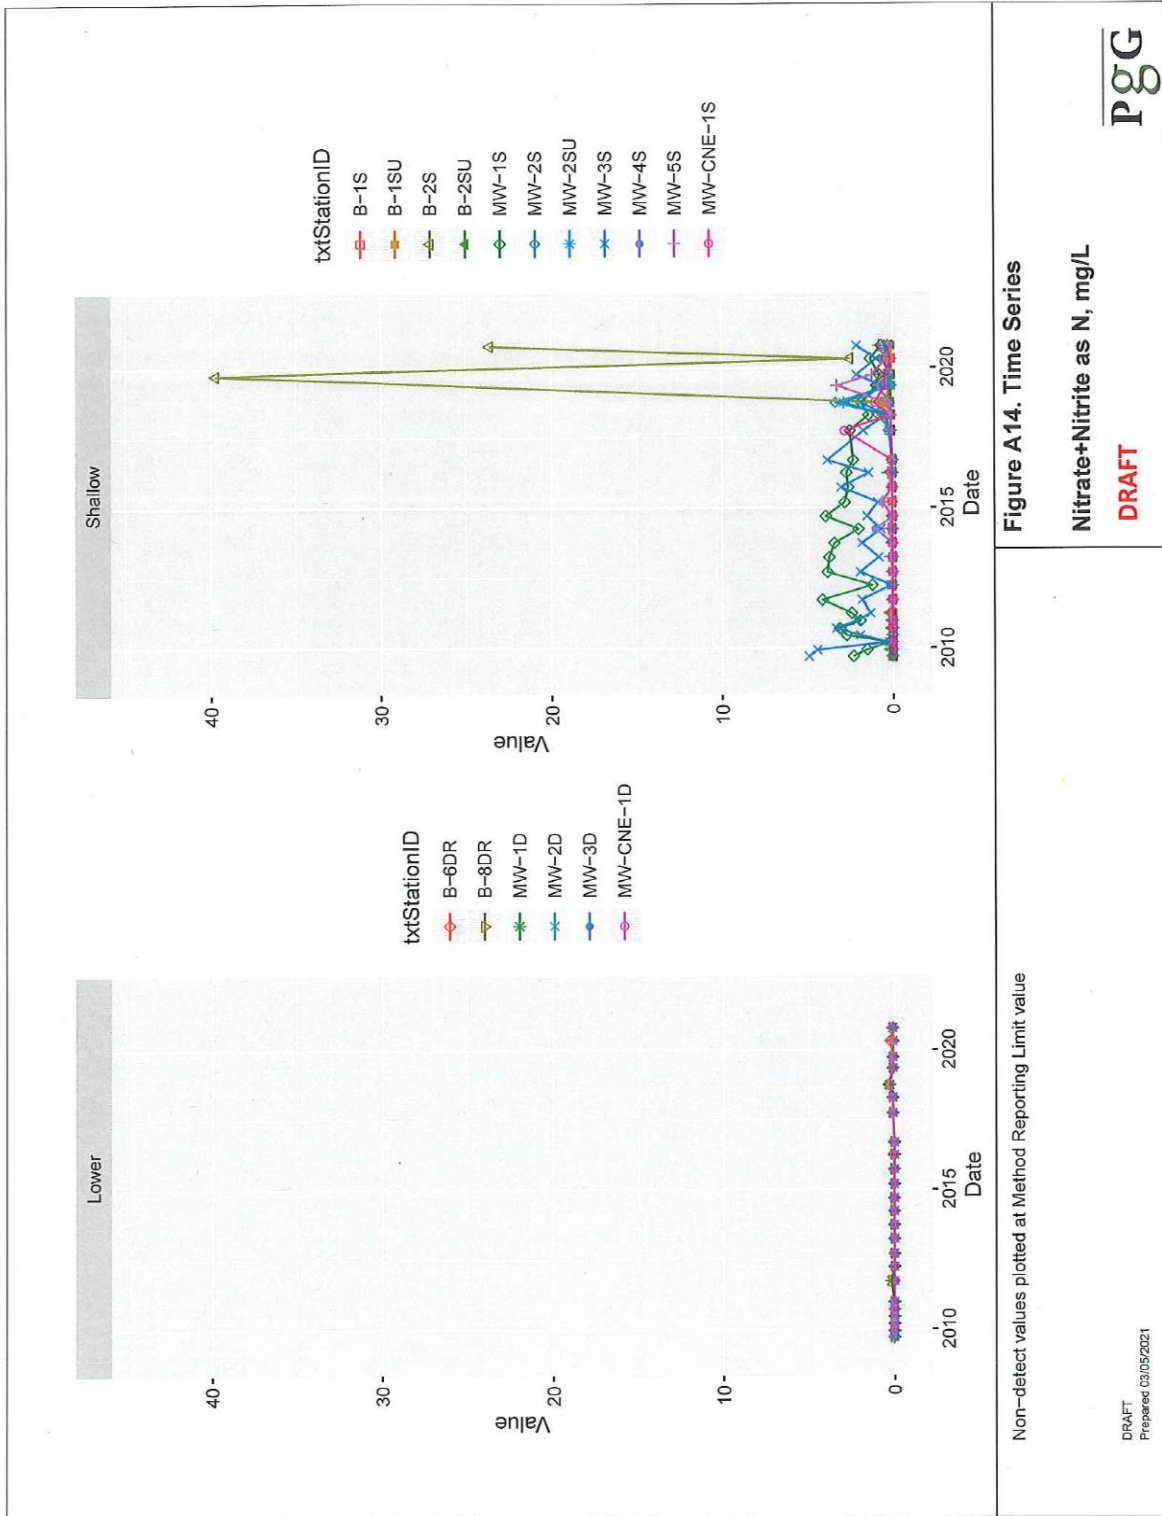 Lower
Value
40
30
20
10
0
2010
2015
2020
Date
txtStationID
B-6DR
B-8DR
MW-1D
MW-2D
MW-3D
MW-CNE-1D
Shallow
Value
40
30
20
10
0
2010
2015
2020
Date
txtStationID
B-1S
B-1SU
B-2S
B-2SU
MW-1S
MW-2S
MW-2SU
MW-3S
MW-4S
MW-5S
MW-CNE-1S
Non-detect values plotted at Method Reporting Limit value
DRAFT
Prepared 03/05/2021
Figure A14. Time Series
Nitrate+Nitrite as N, mg/L
DRAFT
PgG